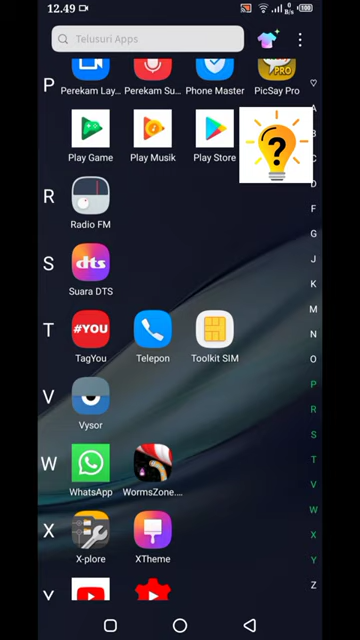 12.49
B/s
100
Telusuri Apps
P
Perekam Lay... Perekam Su... Phone Master PicSay Pro
PRO
Play Game Play Musik Play Store
?
R
Radio FM
S
dts
Suara DTS
T
#YOU
TagYou Telepon Toolkit SIM
V
Vysor
W
WhatsApp WormsZone....
X
X-plore XTheme
Y
A
B
C
D
F
G
J
K
M
N
O
P
R
S
T
V
W
X
Y
Z